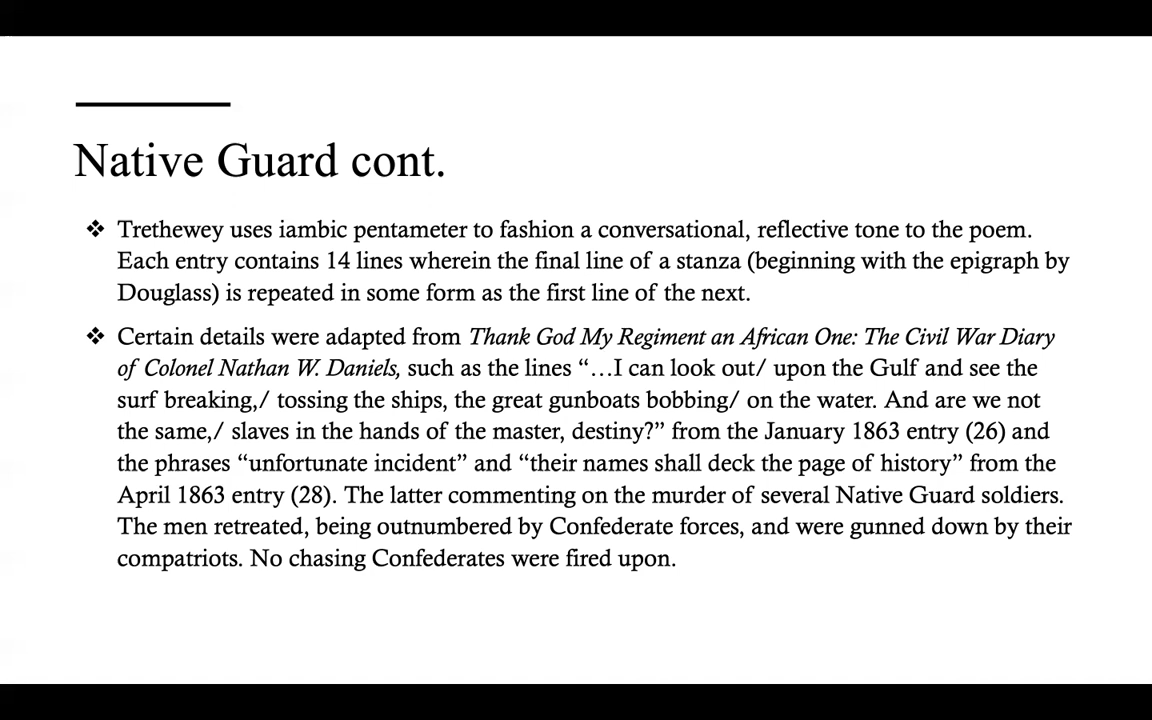 Native Guard cont.
❖ Trethewey uses iambic pentameter to fashion a conversational, reflective tone to the poem.
Each entry contains 14 lines wherein the final line of a stanza (beginning with the epigraph by
Douglass) is repeated in some form as the first line of the next.
❖ Certain details were adapted from Thank God My Regiment an African One: The Civil War Diary
of Colonel Nathan W. Daniels, such as the lines “…I can look out/ upon the Gulf and see the
surf breaking,/ tossing the ships, the great gunboats bobbing/ on the water. And are we not
the same,/ slaves in the hands of the master, destiny?” from the January 1863 entry (26) and
the phrases “unfortunate incident” and “their names shall deck the page of history” from the
April 1863 entry (28). The latter commenting on the murder of several Native Guard soldiers.
The men retreated, being outnumbered by Confederate forces, and were gunned down by their
compatriots. No chasing Confederates were fired upon.